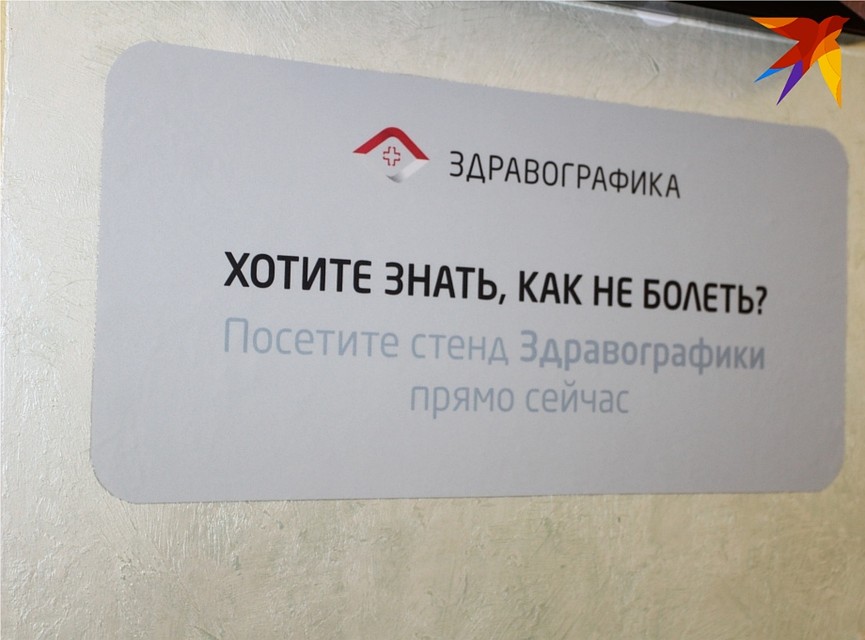 ЗДРАВОГРАФИКА
ХОТИТЕ ЗНАТЬ, КАК НЕ БОЛЕТЬ?
Посетите стенд Здравографики
прямо сейчас